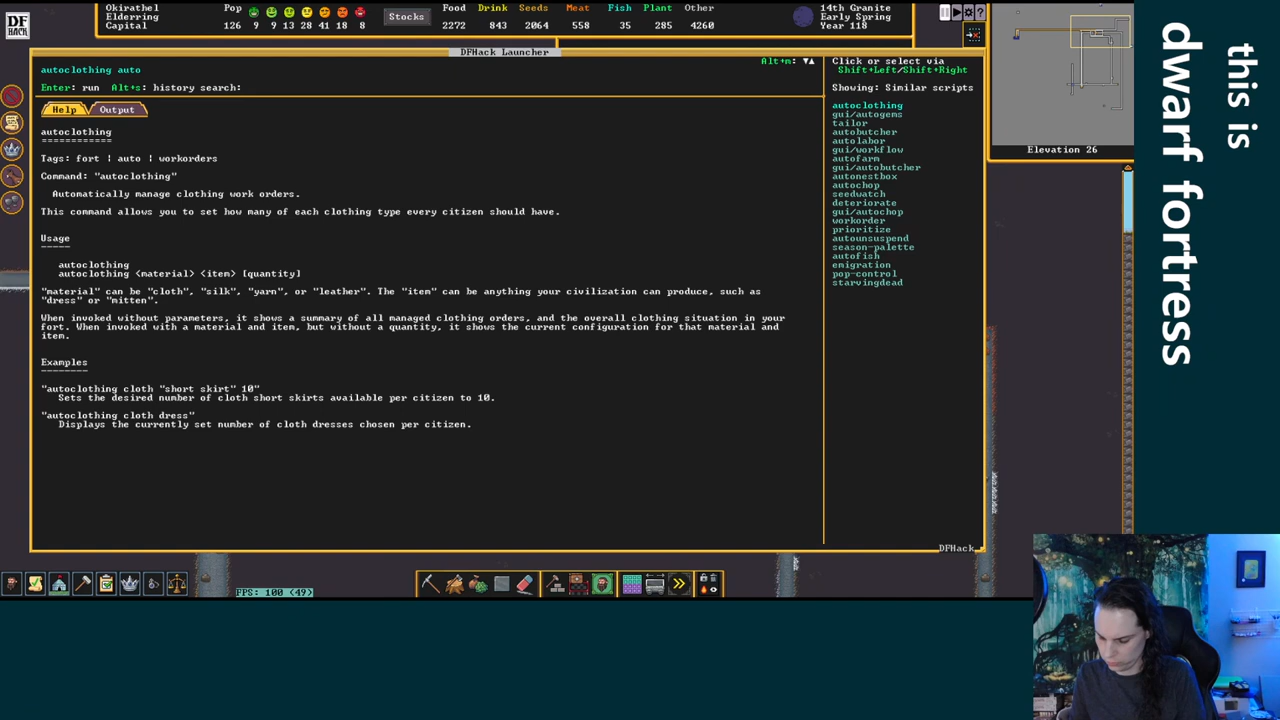 DF
HACK
Okirathel
Elderring
Capital
Pop
126 9 9 13 28 41 18 8
Stocks
Food Drink Seeds Meat Fish Plant Other
2272 843 2064 558 35 285 4260
14th Granite
Early Spring
Year 118
Elevation 26
DFHack Launcher
autoclothing auto
Alt+m: ▼▲
Enter: run Alt+s: history search:
Help Output
autoclothing
============
Tags: fort | auto | workorders
Command: "autoclothing"
Automatically manage clothing work orders.
This command allows you to set how many of each clothing type every citizen should have.
Usage
-----
autoclothing
autoclothing <material> <item> [quantity]
"material" can be "cloth", "silk", "yarn", or "leather". The "item" can be anything your civilization can produce, such as
"dress" or "mitten".
When invoked without parameters, it shows a summary of all managed clothing orders, and the overall clothing situation in your
fort. When invoked with a material and item, but without a quantity, it shows the current configuration for that material and
item.
Examples
--------
"autoclothing cloth "short skirt" 10"
Sets the desired number of cloth short skirts available per citizen to 10.
"autoclothing cloth dress"
Displays the currently set number of cloth dresses chosen per citizen.
Click or select via
Shift+Left/Shift+Right
Showing: Similar scripts
autoclothing
gui/autogems
tailor
autobutcher
autolabor
gui/workflow
autofarm
gui/autobutcher
autonestbox
autochop
seedwatch
deteriorate
gui/autochop
workorder
prioritize
autounsuspend
season-palette
autofish
emigration
pop-control
starvingdead
DFHack
FPS: 100 (49)
this is
dwarf fortress